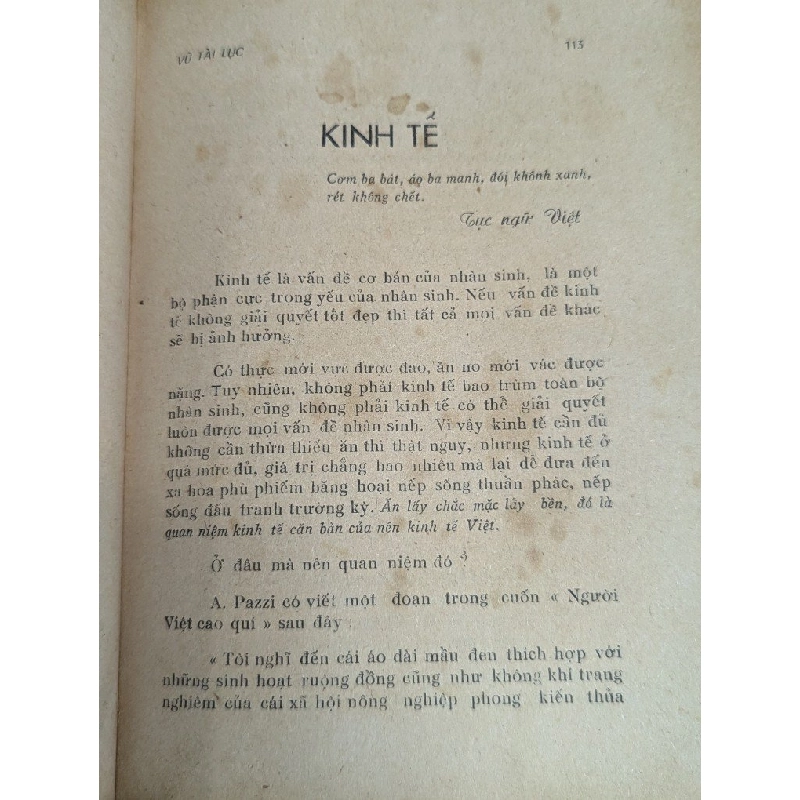 VŨ TÀI LỤC
113
KINH TẾ
Cơm ba bát, áo ba manh, đói không xanh,
rét không chết.
Tục ngữ Việt
Kinh tế là vấn đề cơ bản của nhân sinh, là một
bộ phận cực trọng yếu của nhân sinh. Nếu vấn đề kinh
tế không giải quyết tốt đẹp thì tất cả mọi vấn đề khác
sẽ bị ảnh hưởng.
Có thực mới vực được đạo, ăn no mới vác được
nặng. Tuy nhiên, không phải kinh tế bao trùm toàn bộ
nhân sinh, cũng không phải kinh tế có thể giải quyết
luôn được mọi vấn đề nhân sinh. Vì vậy kinh tế cần đủ
không cần thừa thiếu ăn thì thật nguy, nhưng kinh tế ở
quá mức đủ, giá trị chẳng bao nhiêu mà lại dễ đưa đến
xa hoa phù phiếm băng hoại nếp sống thuần phác, nếp
sống đấu tranh trường kỳ. Ăn lấy chắc mặc lấy bền, đó là
quan niệm kinh tế căn bản của nền kinh tế Việt.
Ở đâu mà nên quan niệm đó ?
A. Pazzi có viết một đoạn trong cuốn « Người
Việt cao quí » sau đây
« Tôi nghĩ đến cái áo dài mầu đen thích hợp với
những sinh hoạt ruộng đồng cũng như không khí trang
nghiêm của cái xã hội nông nghiệp phong kiến thủa